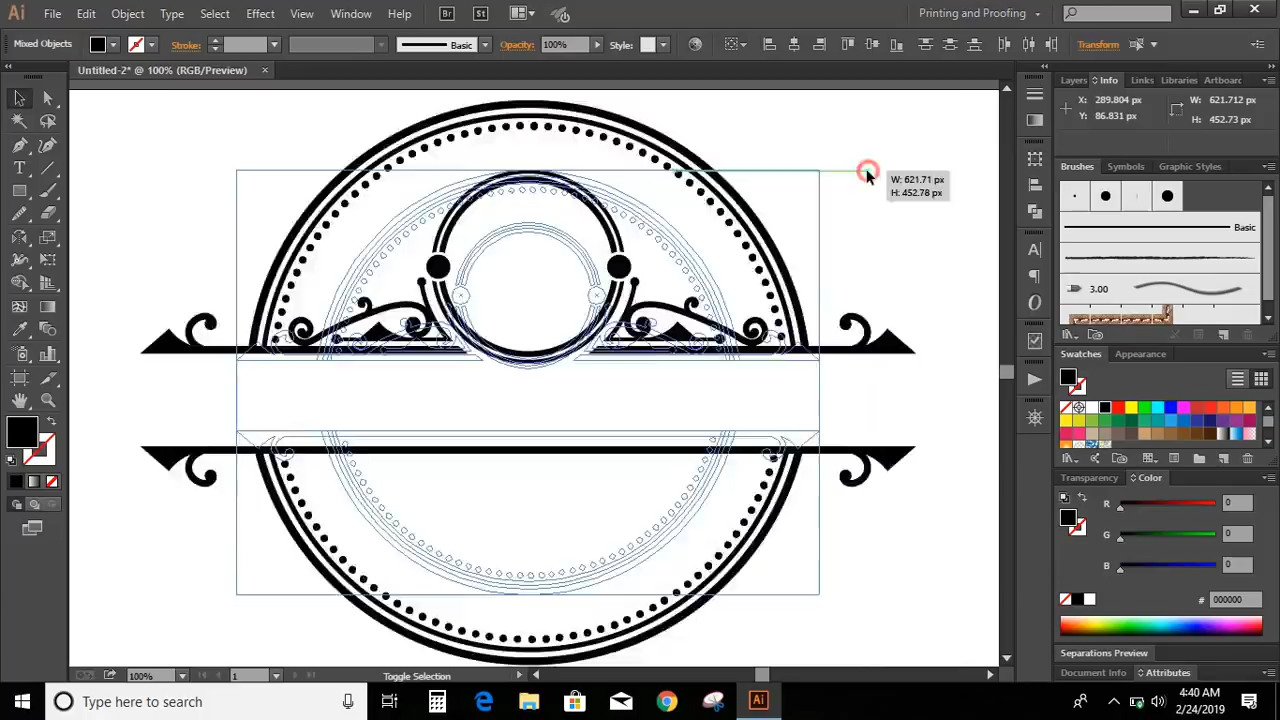 Ai File Edit Object Type Select Effect View Window Help Br St Printing and Proofing
Mixed Objects Stroke: Basic Opacity: 100% Style: Transform
Untitled-2* @ 100% (RGB/Preview) ×
Layers Info Links Libraries Artboarc
X: 289.804 px W: 621.712 px
Y: 86.831 px H: 452.73 px
Brushes Symbols Graphic Styles
W: 621.71 px
H: 452.78 px
Basic
3.00
Swatches Appearance
Transparency Color
R 0
G 0
B 0
# 000000
Separations Preview
Document Info Attributes
100% 1 Toggle Selection
Type here to search
Ai
4:40 AM
2/24/2019